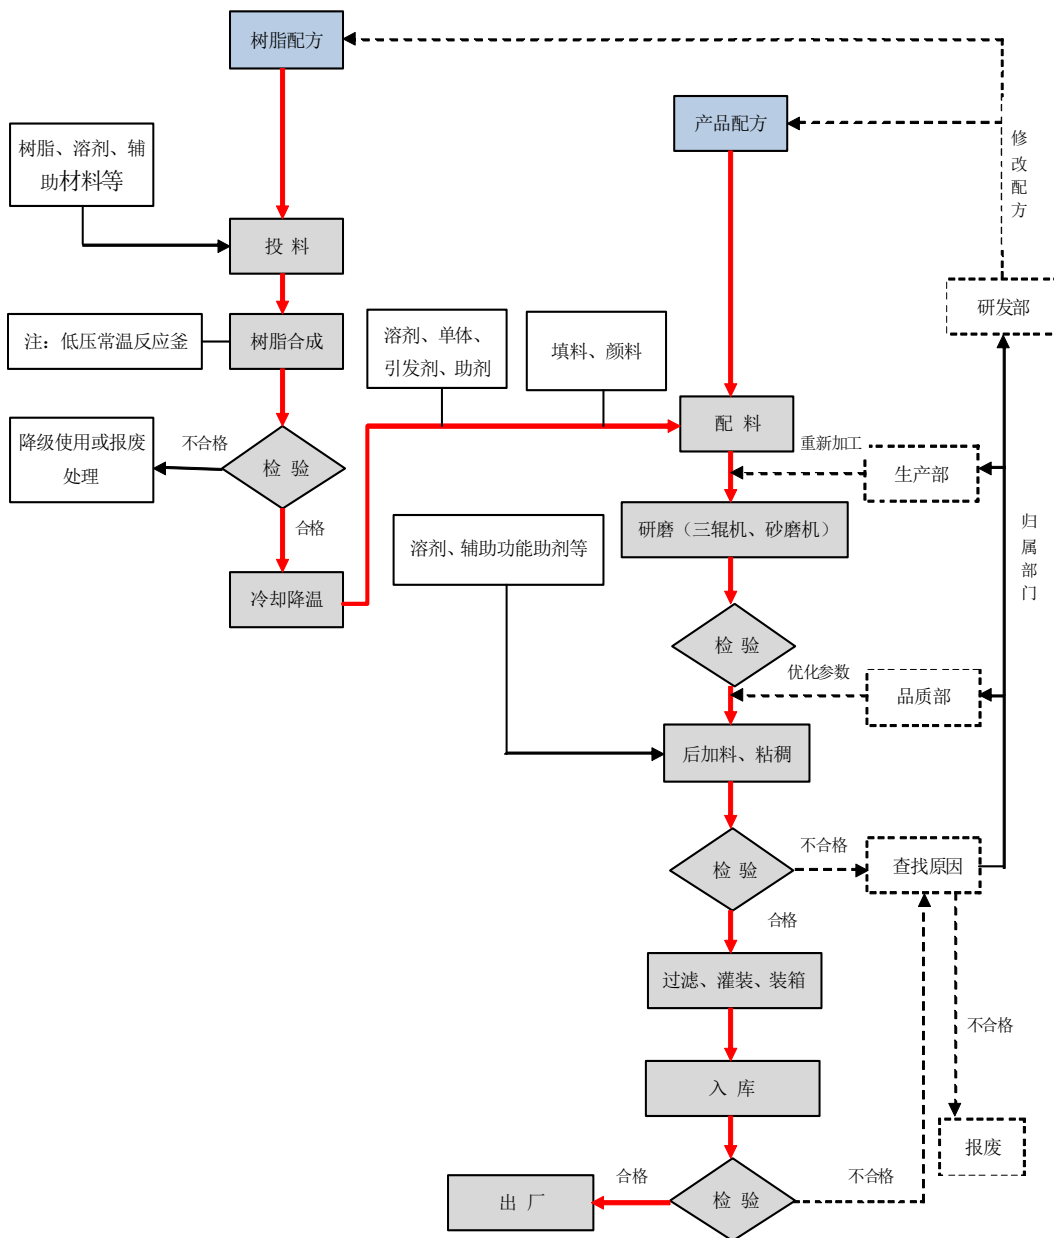 树脂配方
产品配方
修改配方
树脂、溶剂、辅
助材料等
投 料
研发部
注：低压常温反应釜
树脂合成
溶剂、单体、
引发剂、助剂
填料、颜料
配 料
降级使用或报废
处理
不合格
检 验
重新加工
生产部
合格
研磨（三辊机、砂磨机）
归属部门
溶剂、辅助功能助剂等
冷却降温
检 验
优化参数
品质部
后加料、粘稠
不合格
检 验
查找原因
合格
过滤、灌装、装箱
不合格
入 库
报废
合格
不合格
出 厂
检 验